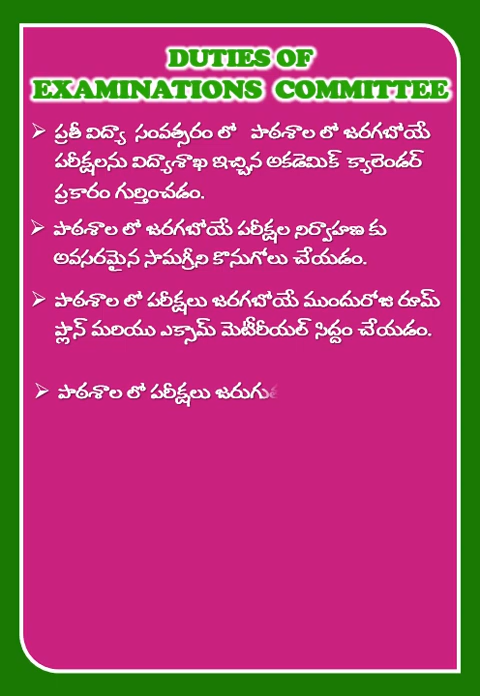 DUTIES OF
EXAMINATIONS COMMITTEE
➢ ప్రతీ విద్యా సంవత్సరం లో పాఠశాల లో జరగబోయే
పరీక్షలను విద్యాశాఖ ఇచ్చిన అకడెమిక్ క్యాలెండర్
ప్రకారం గుర్తించడం.
➢ పాఠశాల లో జరగబోయే పరీక్షల నిర్వాహణ కు
అవసరమైన సామగ్రీని కొనుగోలు చేయడం.
➢ పాఠశాల లో పరీక్షలు జరగబోయే ముందురోజు రూమ్
ప్లాన్ మరియు ఎక్సామ్ మెటీరీయల్ సిద్దం చేయడం.
➢ పాఠశాల లో పరీక్షలు